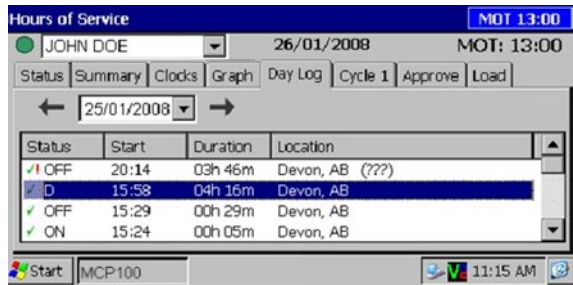 Hours of Service MOT 13:00
JOHN DOE 26/01/2008 MOT: 13:00
Status Summary Clocks Graph Day Log Cycle 1 Approve Load
25/01/2008
Status Start Duration Location
OFF 20:14 03h 46m Devon, AB (???)
D 15:58 04h 16m Devon, AB
OFF 15:29 00h 29m Devon, AB
ON 15:24 00h 05m Devon, AB
Start MCP100 11:15 AM